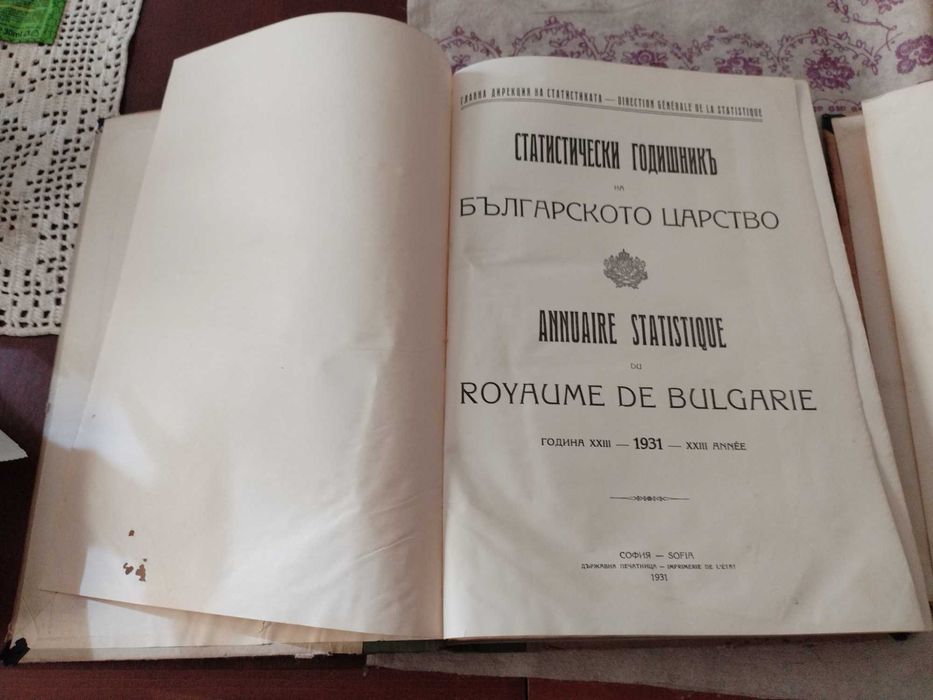 ГЛАВНА ДИРЕКЦИЯ НА СТАТИСТИКАТА — DIRECTION GÉNÉRALE DE LA STATISTIQUE
СТАТИСТИЧЕСКИ ГОДИШНИКЪ
НА
БЪЛГАРСКОТО ЦАРСТВО
ANNUAIRE STATISTIQUE
DU
ROYAUME DE BULGARIE
ГОДИНА XXIII — 1931 — XXIII ANNÉE
СОФИЯ — SOFIA
ДЪРЖАВНА ПЕЧАТНИЦА — IMPRIMERIE DE L'ÉTAT
1931